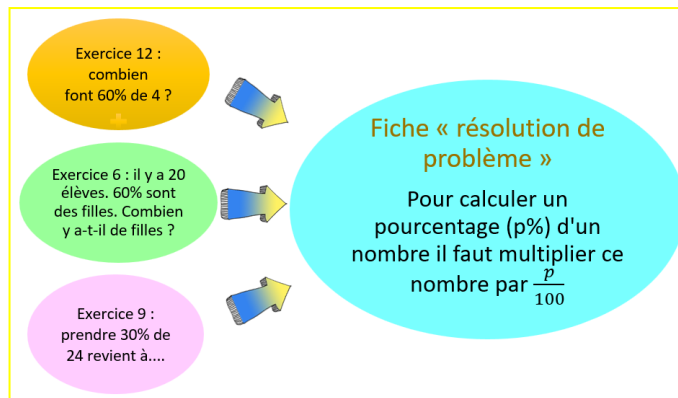 Exercice 12 :
combien
font 60% de 4 ?
Exercice 6 : il y a 20
élèves. 60% sont
des filles. Combien
y a-t-il de filles ?
Exercice 9 :
prendre 30% de
24 revient à....
Fiche « résolution de
problème »
Pour calculer un
pourcentage (p%) d'un
nombre il faut multiplier ce
nombre par p/100